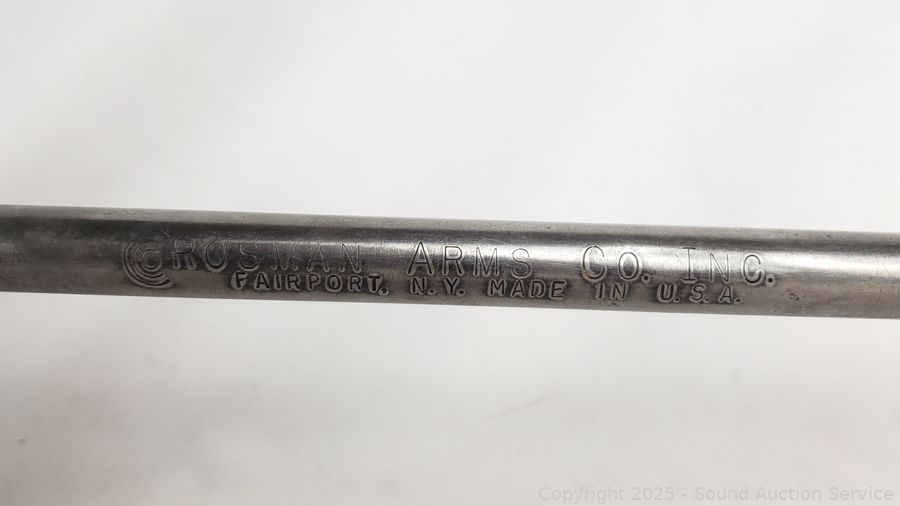 CROSMAN ARMS CO. INC.
FAIRPORT. N.Y. MADE IN U.S.A.
Copyright 2025 - Sound Auction Service